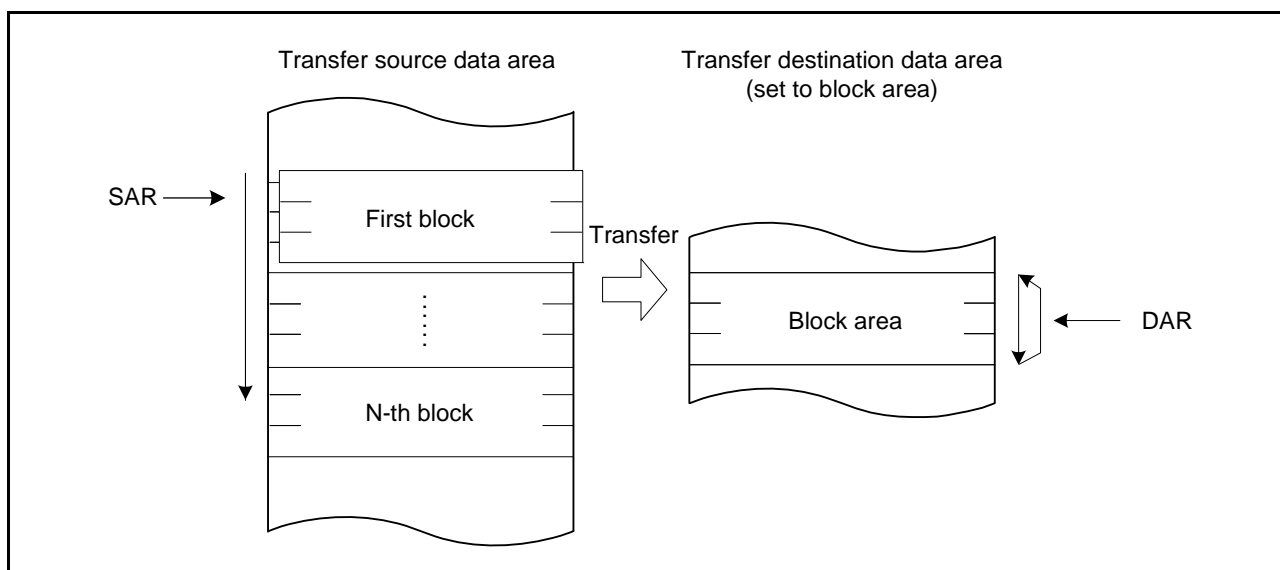 Transfer source data area
Transfer destination data area
(set to block area)
SAR
First block
Transfer
Block area
DAR
N-th block